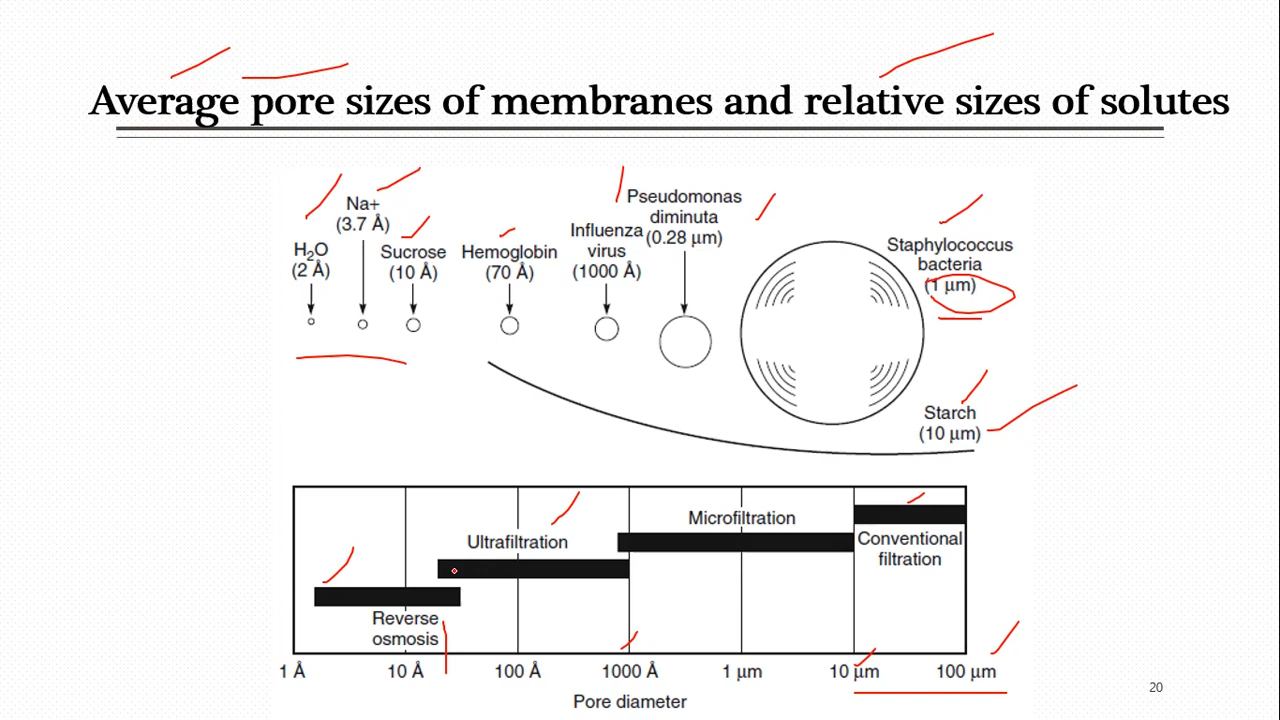 Average pore sizes of membranes and relative sizes of solutes
H₂O
(2 Å)
Na+
(3.7 Å)
Sucrose
(10 Å)
Hemoglobin
(70 Å)
Influenza
virus
(1000 Å)
Pseudomonas
diminuta
(0.28 µm)
Staphylococcus
bacteria
(1 µm)
Starch
(10 µm)
Reverse
osmosis
Ultrafiltration
Microfiltration
Conventional
filtration
1 Å 10 Å 100 Å 1000 Å 1 µm 10 µm 100 µm
Pore diameter
20